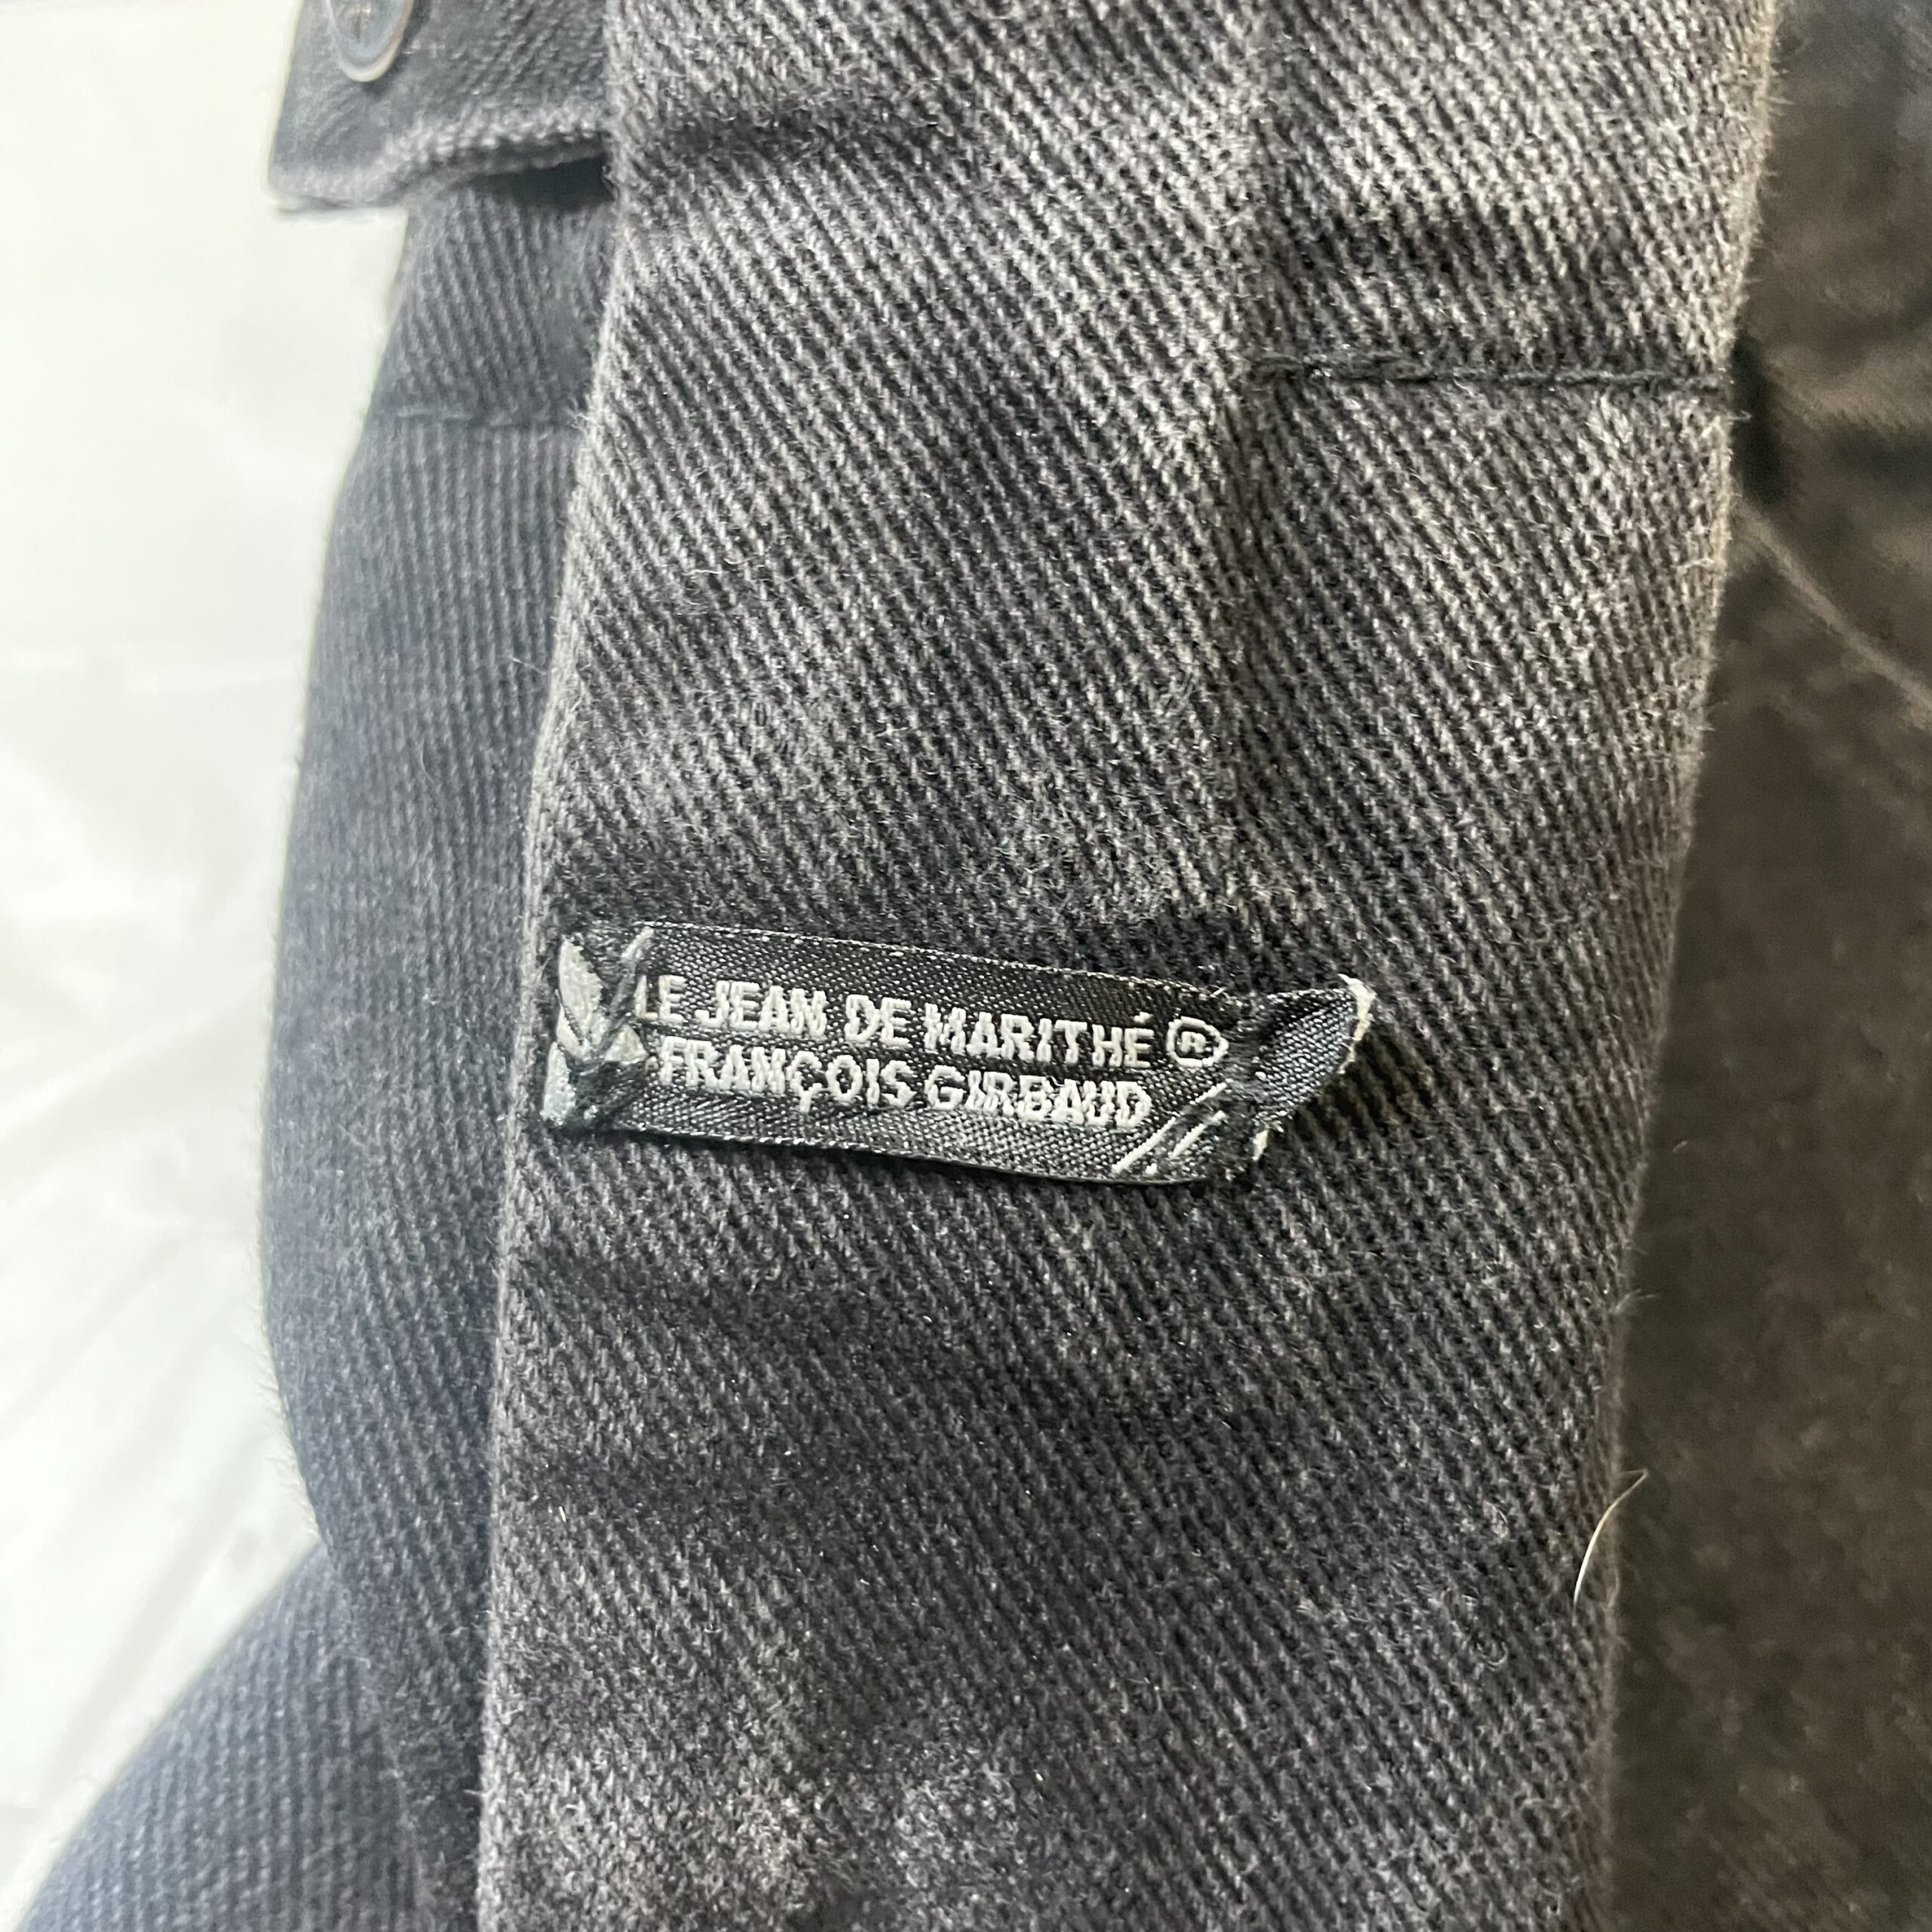 LE JEAN DE MARITHÉ ®
FRANÇOIS GIRBAUD